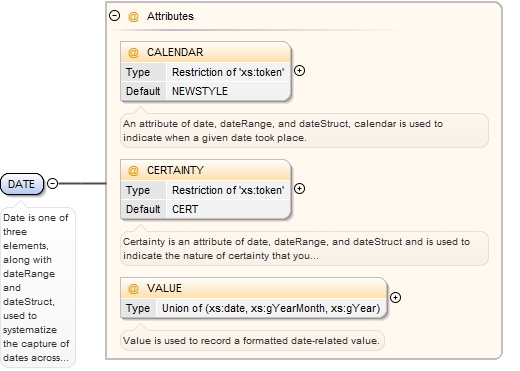 @ Attributes
@ CALENDAR
Type Restriction of 'xs:token'
Default NEWSTYLE
An attribute of date, dateRange, and dateStruct, calendar is used to
indicate when a given date took place.
@ CERTAINTY
Type Restriction of 'xs:token'
Default CERT
Certainty is an attribute of date, dateRange, and dateStruct and is used to
indicate the nature of certainty that you...
@ VALUE
Type Union of (xs:date, xs:gYearMonth, xs:gYear)
Value is used to record a formatted date-related value.
DATE
Date is one of
three
elements,
along with
dateRange
and
dateStruct,
used to
systematize
the capture of
dates across...